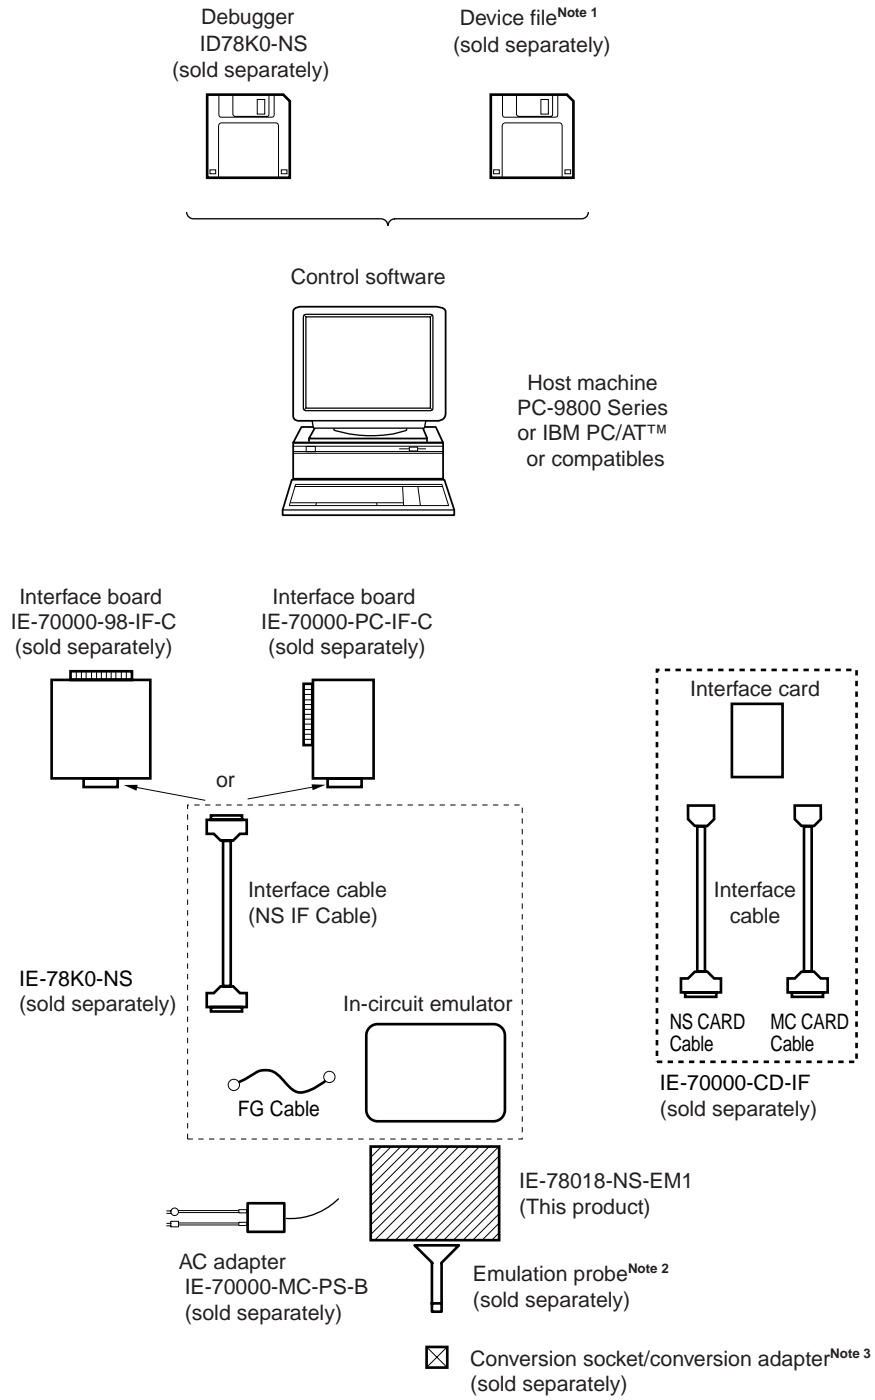 Debugger
ID78K0-NS
(sold separately)
Device file Note 1
(sold separately)
Control software
Host machine
PC-9800 Series
or IBM PC/AT™
or compatibles
Interface board
IE-70000-98-IF-C
(sold separately)
Interface board
IE-70000-PC-IF-C
(sold separately)
or
Interface cable
(NS IF Cable)
IE-78K0-NS
(sold separately)
In-circuit emulator
FG Cable
Interface card
Interface
cable
NS CARD
Cable
MC CARD
Cable
IE-70000-CD-IF
(sold separately)
IE-78018-NS-EM1
(This product)
AC adapter
IE-70000-MC-PS-B
(sold separately)
Emulation probe Note 2
(sold separately)
Conversion socket/conversion adapter Note 3
(sold separately)